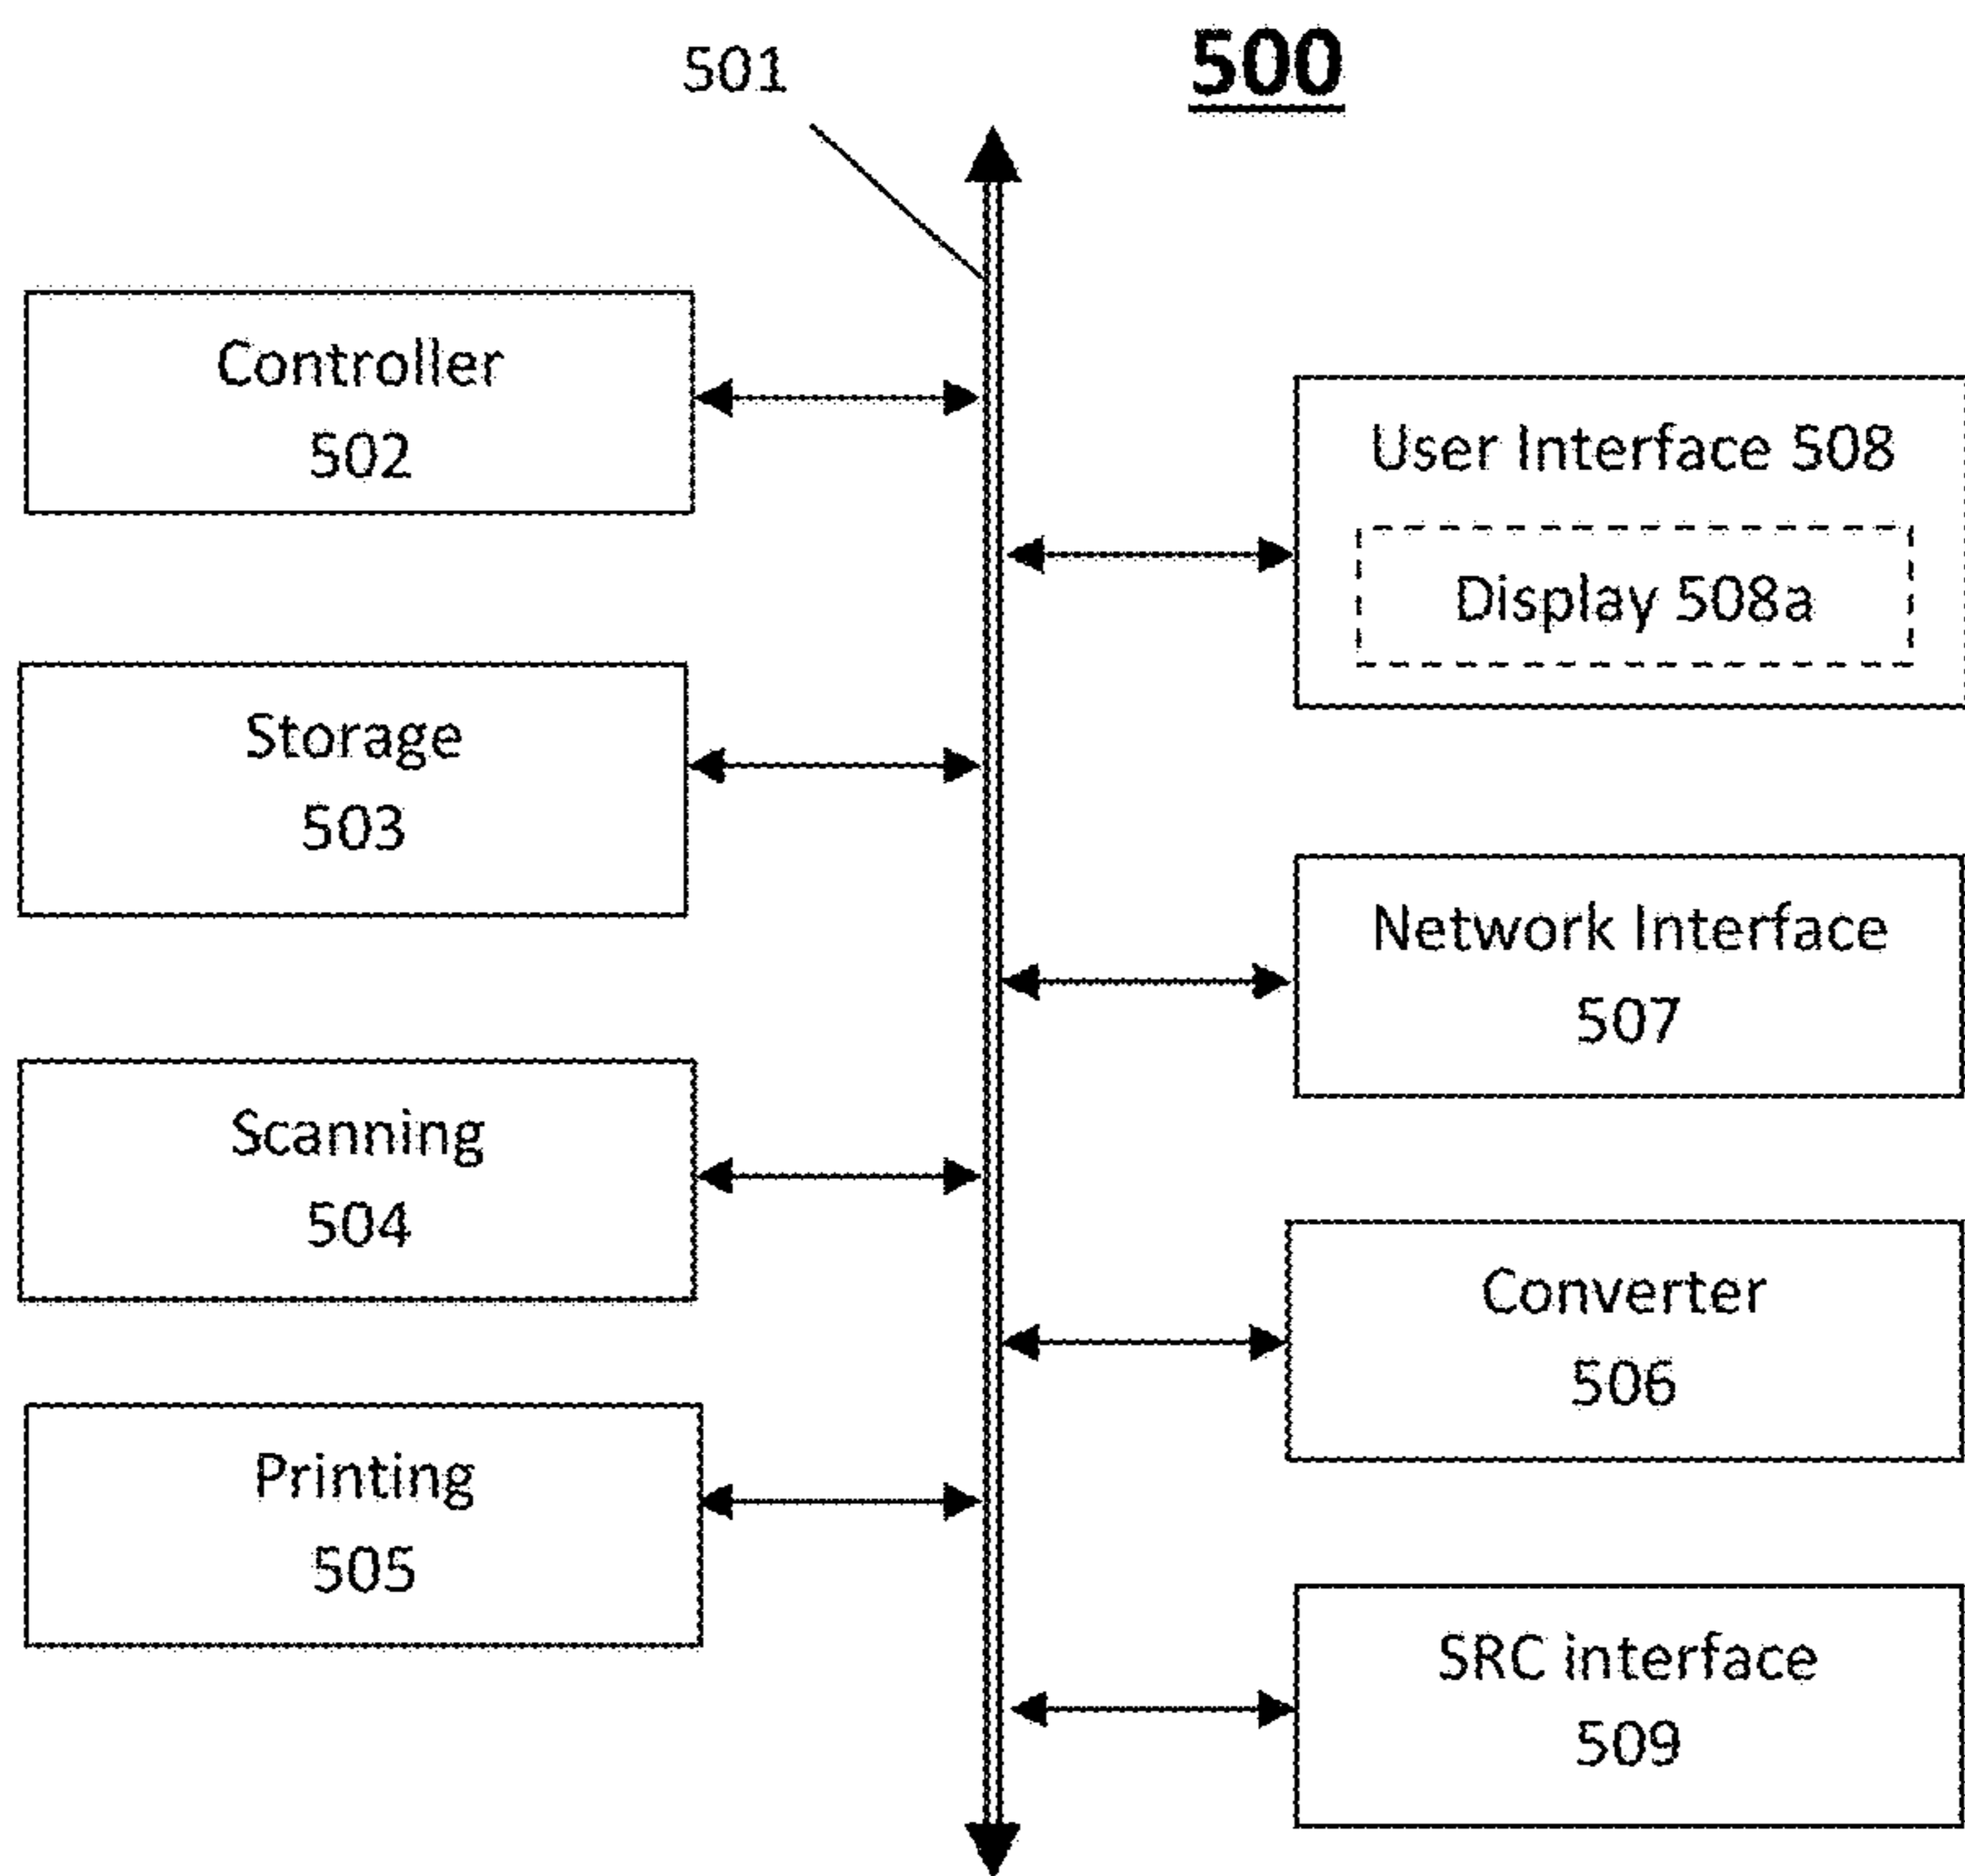 501
500
Controller
502
User Interface 508
Display 508a
Storage
503
Network Interface
507
Scanning
504
Converter
506
Printing
505
SRC interface
509